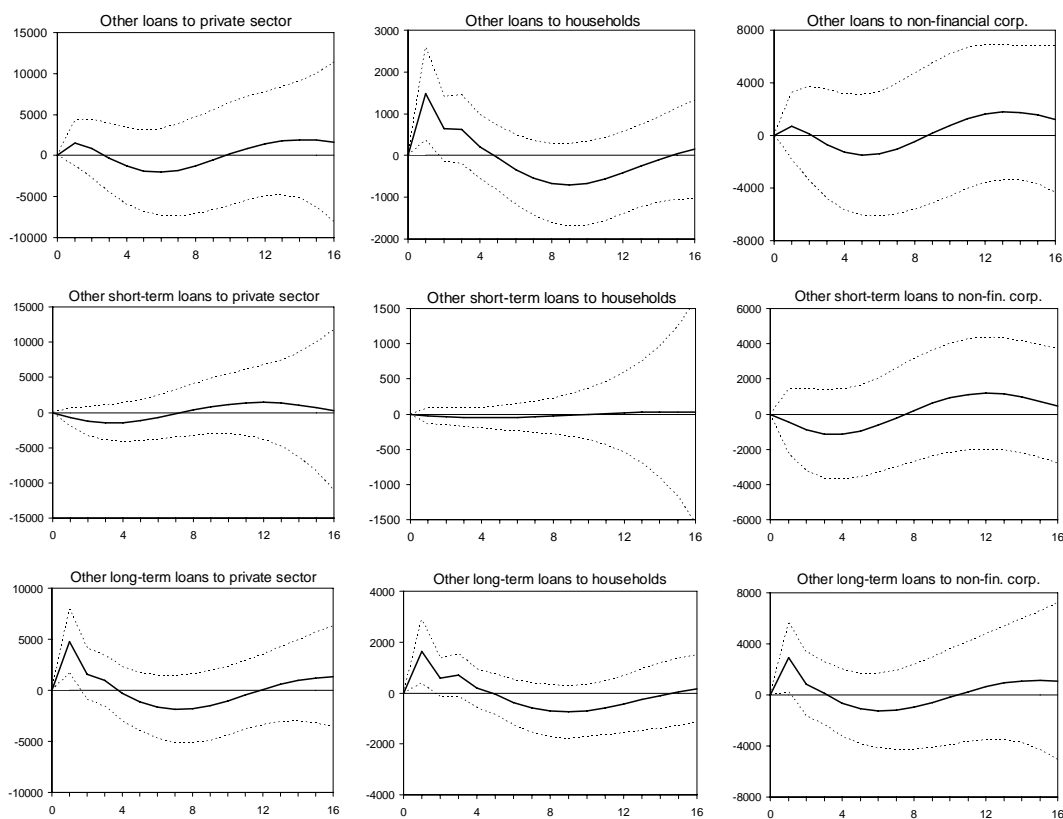 Other loans to private sector
15000
10000
5000
0
-5000
-10000
0 4 8 12 16
Other loans to households
3000
2000
1000
0
-1000
-2000
0 4 8 12 16
Other loans to non-financial corp.
8000
4000
0
-4000
-8000
0 4 8 12 16
Other short-term loans to private sector
15000
10000
5000
0
-5000
-10000
-15000
0 4 8 12 16
Other short-term loans to households
1500
1000
500
0
-500
-1000
-1500
0 4 8 12 16
Other short-term loans to non-fin. corp.
6000
4000
2000
0
-2000
-4000
-6000
0 4 8 12 16
Other long-term loans to private sector
10000
5000
0
-5000
-10000
0 4 8 12 16
Other long-term loans to households
4000
2000
0
-2000
-4000
0 4 8 12 16
Other long-term loans to non-fin. corp.
8000
4000
0
-4000
-8000
0 4 8 12 16